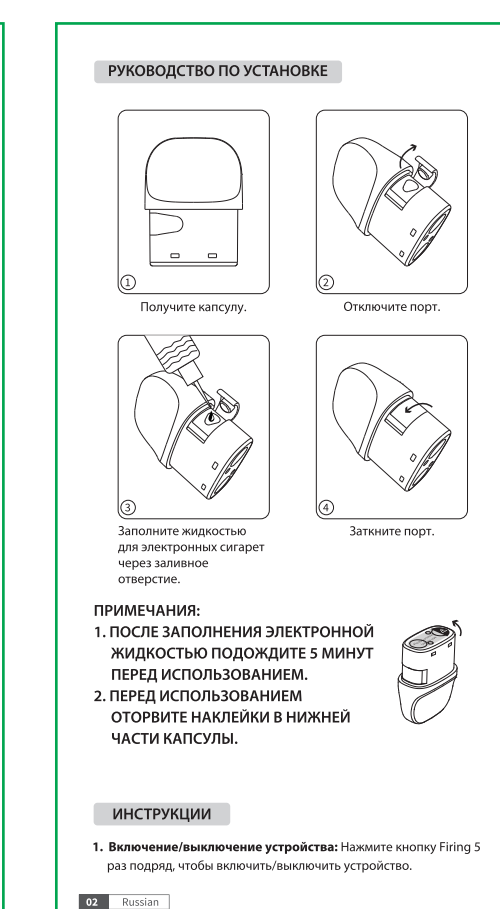 РУКОВОДСТВО ПО УСТАНОВКЕ
1
Получите капсулу.
2
Отключите порт.
3
Заполните жидкостью
для электронных сигарет
через заливное
отверстие.
4
Заткните порт.
ПРИМЕЧАНИЯ:
1. ПОСЛЕ ЗАПОЛНЕНИЯ ЭЛЕКТРОННОЙ
ЖИДКОСТЬЮ ПОДОЖДИТЕ 5 МИНУТ
ПЕРЕД ИСПОЛЬЗОВАНИЕМ.
2. ПЕРЕД ИСПОЛЬЗОВАНИЕМ
ОТОРВИТЕ НАКЛЕЙКИ В НИЖНЕЙ
ЧАСТИ КАПСУЛЫ.
ИНСТРУКЦИИ
1. Включение/выключение устройства: Нажмите кнопку Firing 5
раз подряд, чтобы включить/выключить устройство.
02 Russian